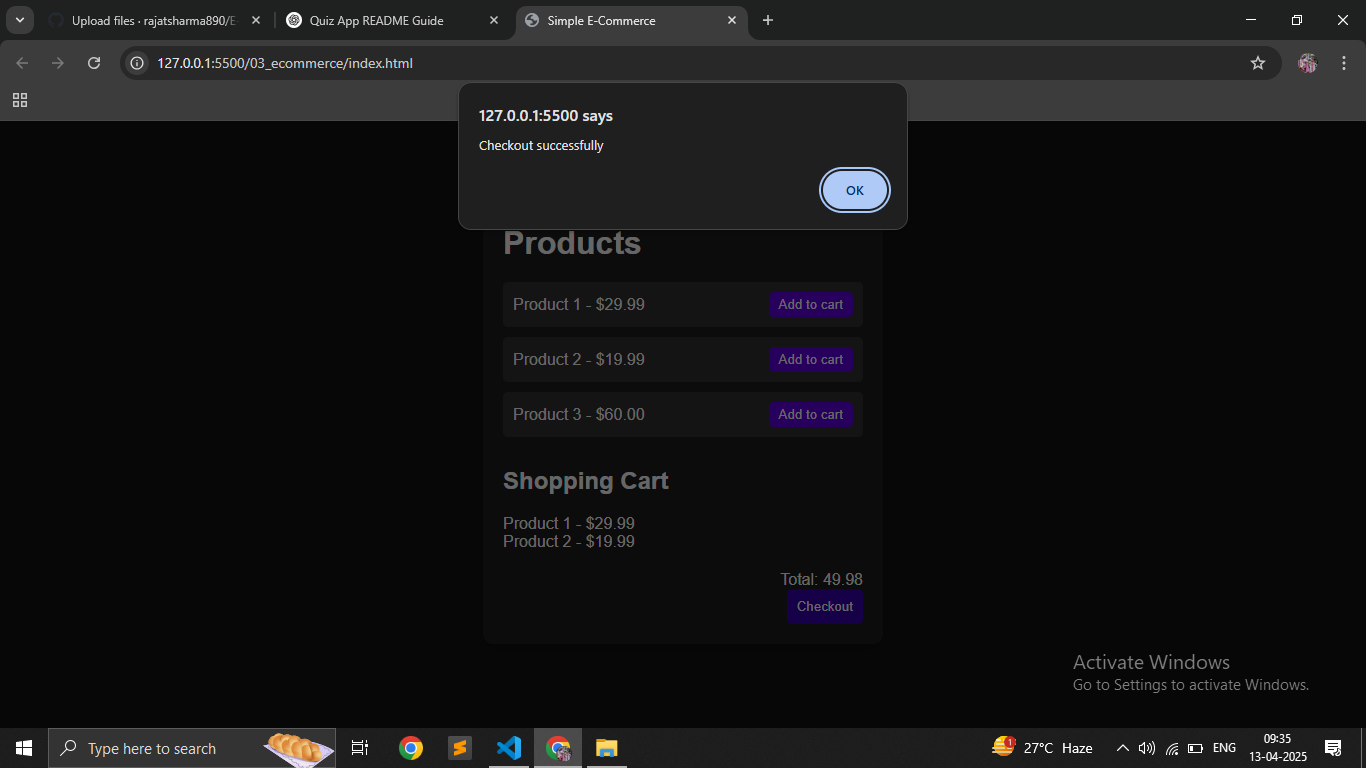 Upload files · rajatsharma890/E
Quiz App README Guide
Simple E-Commerce
127.0.0.1:5500/03_ecommerce/index.html
127.0.0.1:5500 says
Checkout successfully
OK
Products
Product 1 - $29.99
Add to cart
Product 2 - $19.99
Add to cart
Product 3 - $60.00
Add to cart
Shopping Cart
Product 1 - $29.99
Product 2 - $19.99
Total: 49.98
Checkout
Activate Windows
Go to Settings to activate Windows.
Type here to search
1
27°C Haze
ENG
09:35
13-04-2025